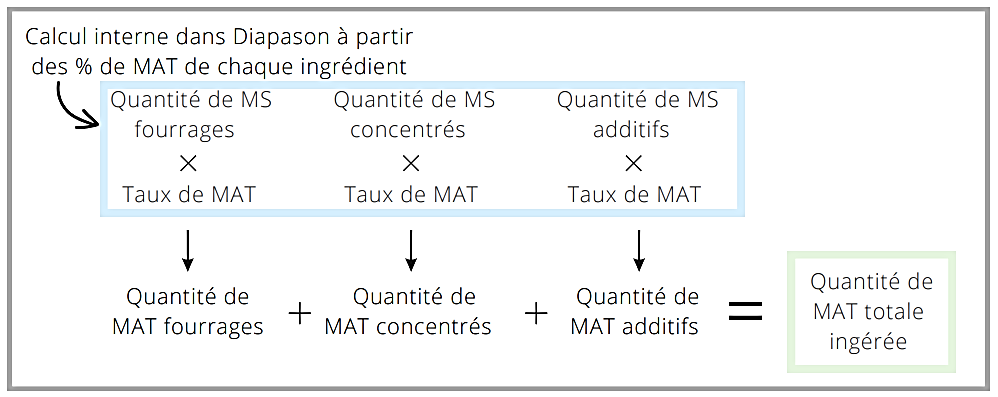 Calcul interne dans Diapason à partir
des % de MAT de chaque ingrédient
Quantité de MS
fourrages
×
Taux de MAT
Quantité de MS
concentrés
×
Taux de MAT
Quantité de MS
additifs
×
Taux de MAT
Quantité de
MAT fourrages
+
Quantité de
MAT concentrés
+
Quantité de
MAT additifs
=
Quantité de
MAT totale
ingérée